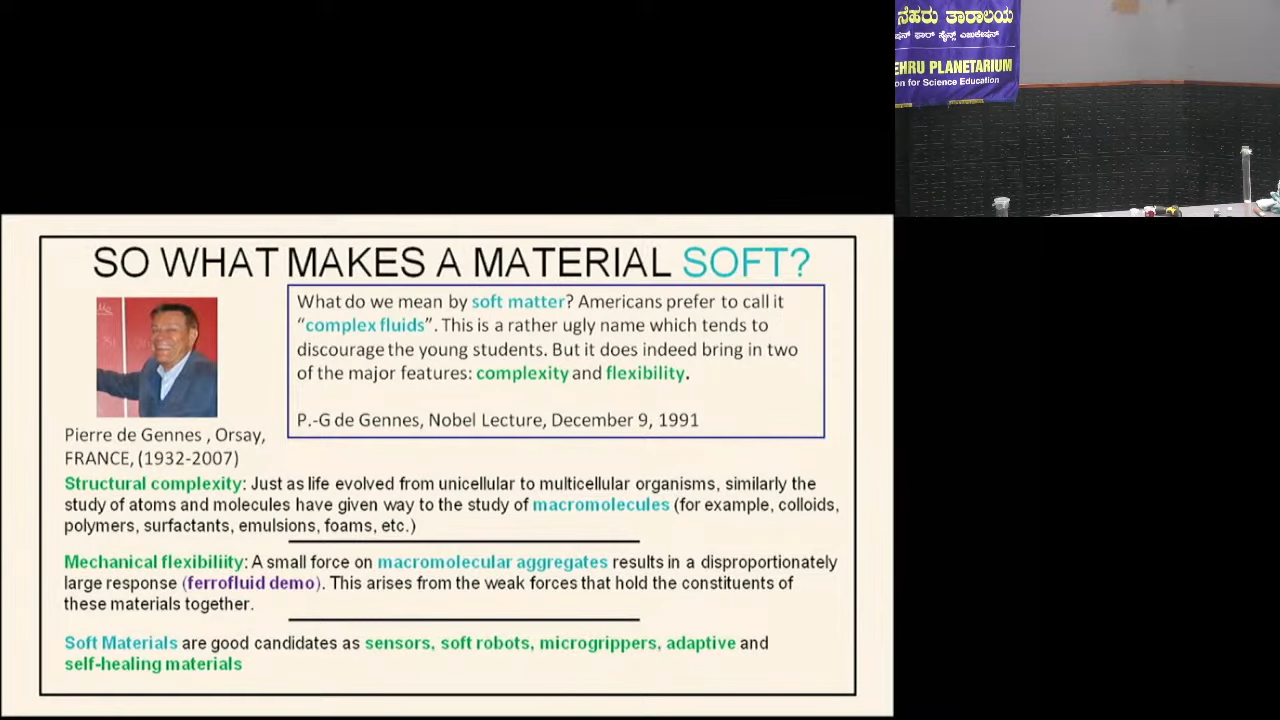 ನೆಹರು ತಾರಾಲಯ
ಷನ್ ಫಾರ್ ಸೈನ್ಸ್ ಎಜುಕೇಷನ್
EHRU PLANETARIUM
on for Science Education
SO WHAT MAKES A MATERIAL SOFT?
What do we mean by soft matter? Americans prefer to call it
“complex fluids”. This is a rather ugly name which tends to
discourage the young students. But it does indeed bring in two
of the major features: complexity and flexibility.
P.-G de Gennes, Nobel Lecture, December 9, 1991
Pierre de Gennes , Orsay,
FRANCE, (1932-2007)
Structural complexity: Just as life evolved from unicellular to multicellular organisms, similarly the
study of atoms and molecules have given way to the study of macromolecules (for example, colloids,
polymers, surfactants, emulsions, foams, etc.)
Mechanical flexibiliity: A small force on macromolecular aggregates results in a disproportionately
large response (ferrofluid demo). This arises from the weak forces that hold the constituents of
these materials together.
Soft Materials are good candidates as sensors, soft robots, microgrippers, adaptive and
self-healing materials